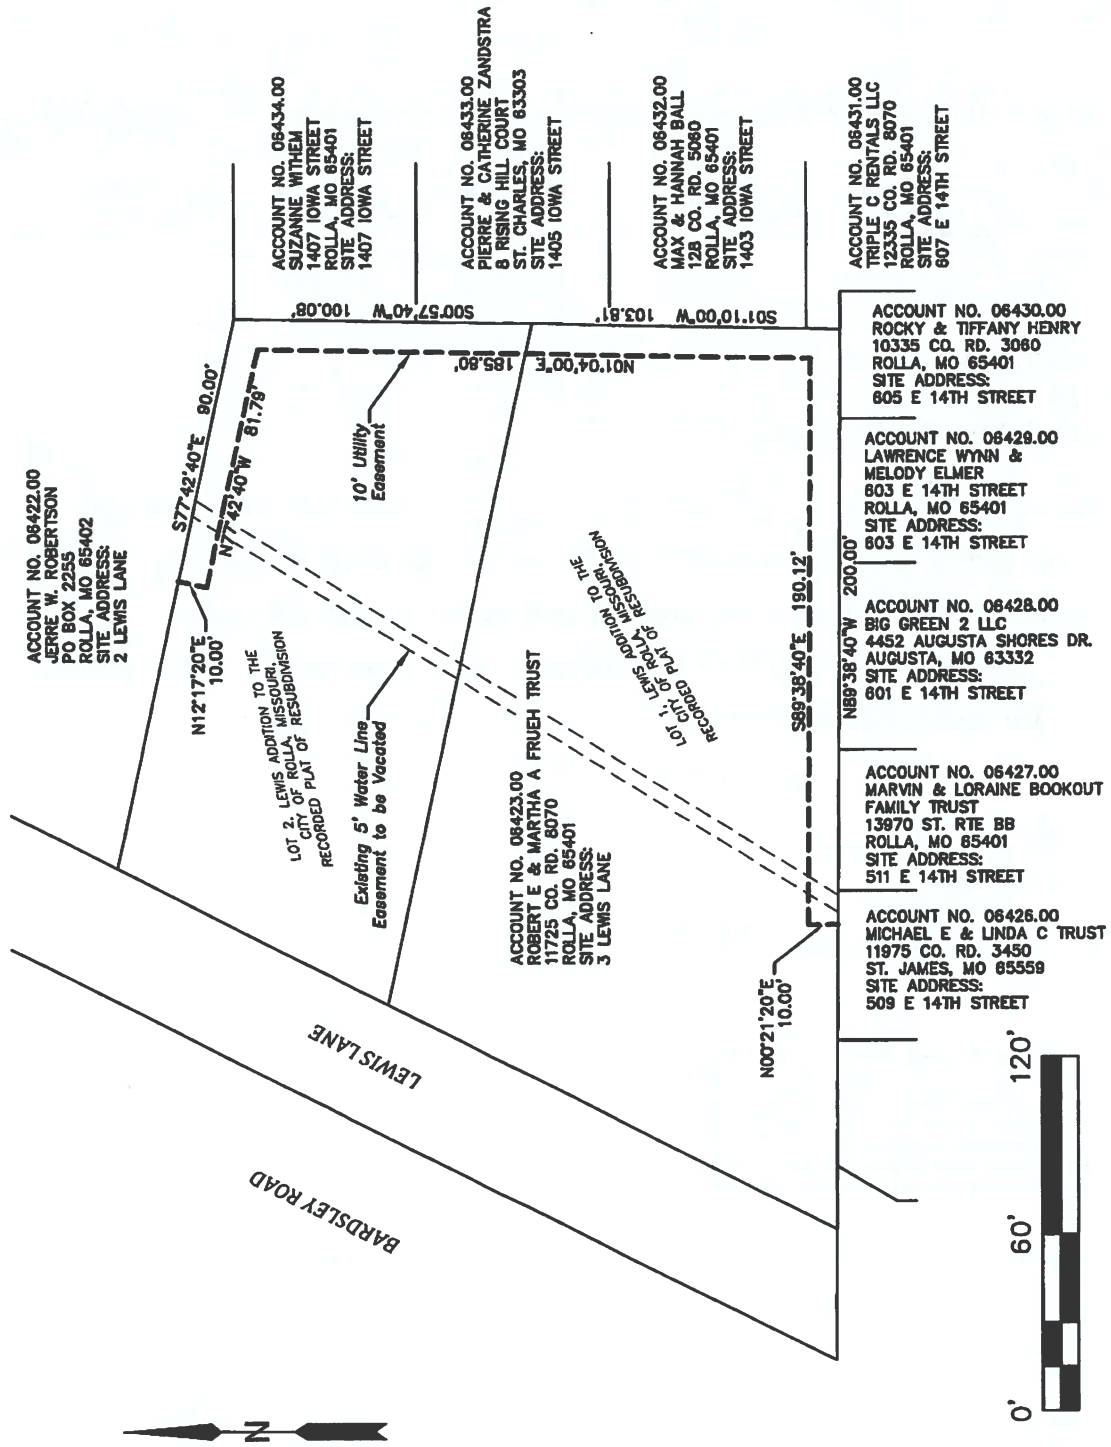 ACCOUNT NO. 06422.00
JERRE W. ROBERTSON
PO BOX 2255
ROLLA, MO 65402
SITE ADDRESS:
2 LEWIS LANE
ACCOUNT NO. 06434.00
SUZANNE WITHEM
1407 IOWA STREET
ROLLA, MO 65401
SITE ADDRESS:
1407 IOWA STREET
ACCOUNT NO. 06433.00
PIERRE & CATHERINE ZANDSTRA
8 RISING HILL COURT
ST. CHARLES, MO 63303
SITE ADDRESS:
1405 IOWA STREET
ACCOUNT NO. 06432.00
MAX & HANNAH BALL
128 CO. RD. 5060
ROLLA, MO 65401
SITE ADDRESS:
1403 IOWA STREET
ACCOUNT NO. 06431.00
TRIPLE C RENTALS LLC
12335 CO. RD. 8070
ROLLA, MO 65401
SITE ADDRESS:
607 E 14TH STREET
S77°42'40"E 90.00'
N77°42'40"W 81.79'
N12°17'20"E
10.00'
S00°57'40"W 100.08'
S01°10'00"W 103.81'
N01°04'00"E 185.80'
10' Utility
Easement
LOT 2, LEWIS ADDITION TO THE
CITY OF ROLLA, MISSOURI,
RECORDED PLAT OF RESUBDIVISION
Existing 5' Water Line
Easement to be Vacated
ACCOUNT NO. 06423.00
ROBERT E & MARTHA A FRUEH TRUST
11725 CO. RD. 8070
ROLLA, MO 65401
SITE ADDRESS:
3 LEWIS LANE
LOT 1, LEWIS ADDITION TO THE
CITY OF ROLLA, MISSOURI,
RECORDED PLAT OF RESUBDIVISION
S89°38'40"E 190.12'
N89°38'40"W 200.00'
N00°21'20"E
10.00'
LEWIS LANE
BARDSLEY ROAD
ACCOUNT NO. 06430.00
ROCKY & TIFFANY HENRY
10335 CO. RD. 3060
ROLLA, MO 65401
SITE ADDRESS:
605 E 14TH STREET
ACCOUNT NO. 06429.00
LAWRENCE WYNN &
MELODY ELMER
603 E 14TH STREET
ROLLA, MO 65401
SITE ADDRESS:
603 E 14TH STREET
ACCOUNT NO. 06428.00
BIG GREEN 2 LLC
4452 AUGUSTA SHORES DR.
AUGUSTA, MO 63332
SITE ADDRESS:
601 E 14TH STREET
ACCOUNT NO. 06427.00
MARVIN & LORAINE BOOKOUT
FAMILY TRUST
13970 ST. RTE BB
ROLLA, MO 65401
SITE ADDRESS:
511 E 14TH STREET
ACCOUNT NO. 06426.00
MICHAEL E & LINDA C TRUST
11975 CO. RD. 3450
ST. JAMES, MO 65559
SITE ADDRESS:
509 E 14TH STREET
N
0' 60' 120'